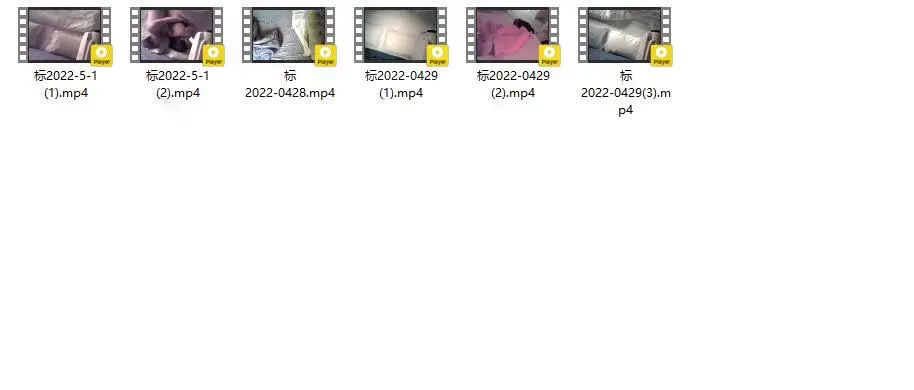 标2022-5-1
(1).mp4
标2022-5-1
(2).mp4
标
2022-0428.mp4
标2022-0429
(1).mp4
标2022-0429
(2).mp4
标
2022-0429(3).m
p4
Player
Player
Player
Player
Player
Player